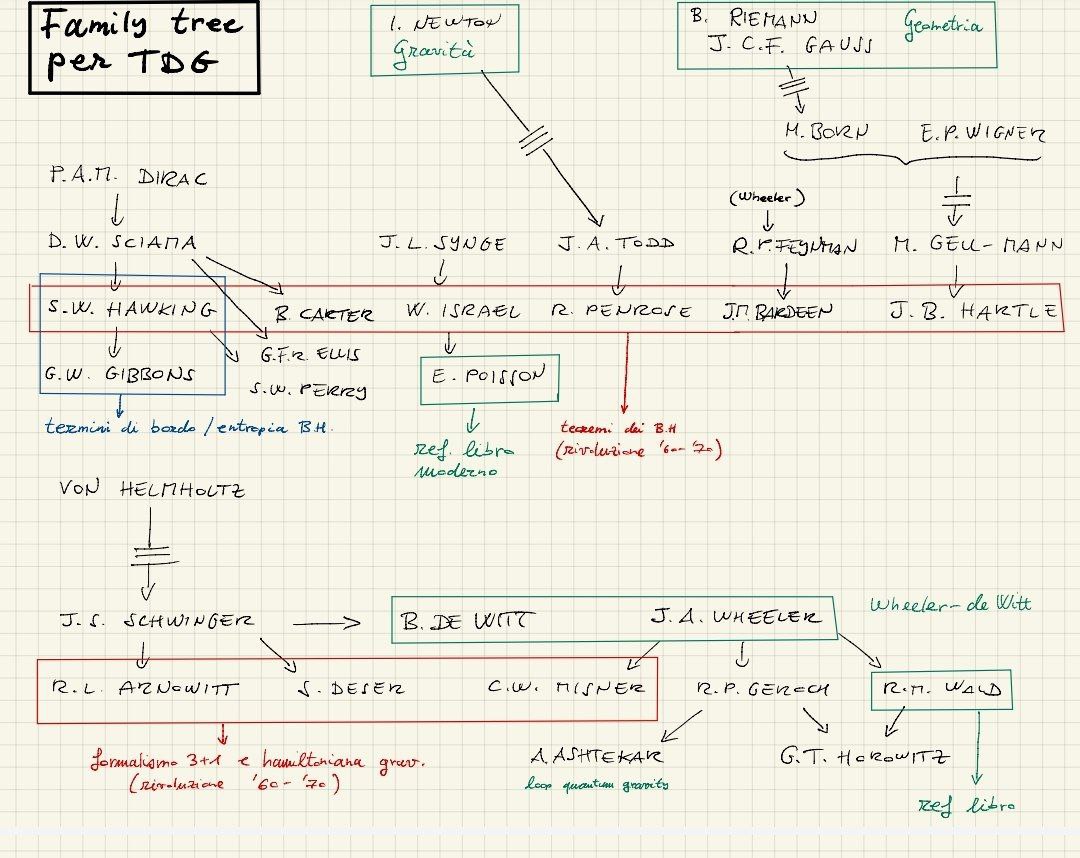 Family tree
per TDG
I. NEWTON
Gravità
B. RIEMANN
J. C.F. GAUSS
Geometria
M. BORN E.P. WIGNER
P.A.M. DIRAC
(Wheeler)
D. W. SCIAMA J. L. SYNGE J. A. TODD R.P. FEYNMAN M. GELL-MANN
S.W. HAWKING B. CARTER W. ISRAEL R. PENROSE J.M. BARDEEN J. B. HARTLE
G.F.R. ELLIS
G.W. GIBBONS
S.W. PERRY
E. POISSON
termini di bordo / entropia B.H.
ref. libro
moderno
teoremi dei B.H
(rivoluzione '60-'70)
VON HELMHOLTZ
J. S. SCHWINGER B. DE WITT J. A. WHEELER
Wheeler-de Witt
R. L. ARNOWITT S. DESER C.W. MISNER R. P. GEROCH R.M. WALD
formalismo 3+1 e hamiltoniana grav.
(rivoluzione '60-'70)
A. ASHTEKAR
loop quantum gravity
G.T. HOROWITZ
ref libro